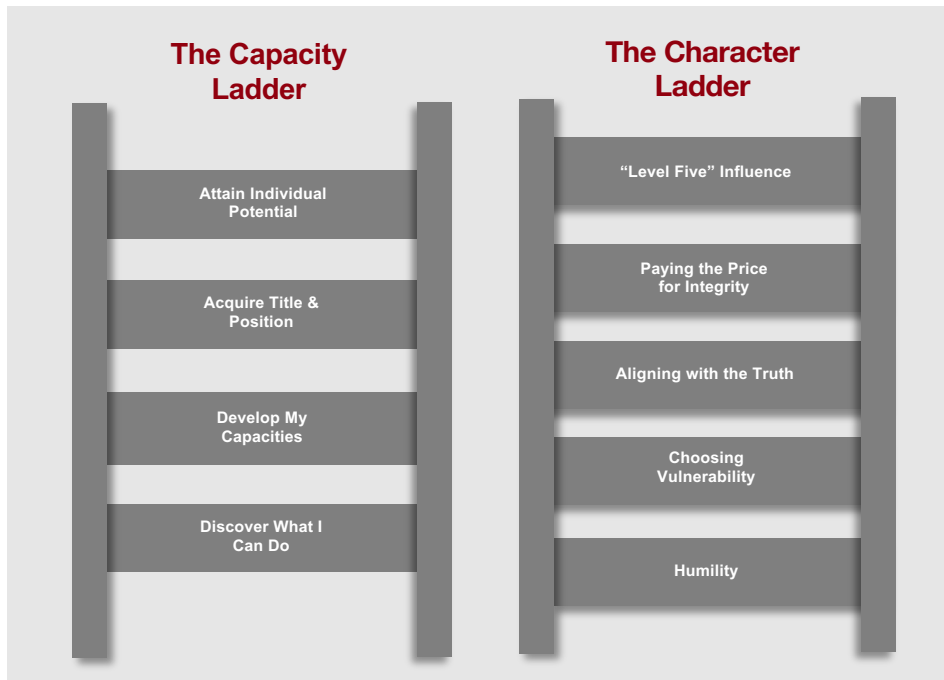 The Capacity
Ladder
Attain Individual
Potential
Acquire Title &
Position
Develop My
Capacities
Discover What I
Can Do
The Character
Ladder
“Level Five” Influence
Paying the Price
for Integrity
Aligning with the Truth
Choosing
Vulnerability
Humility